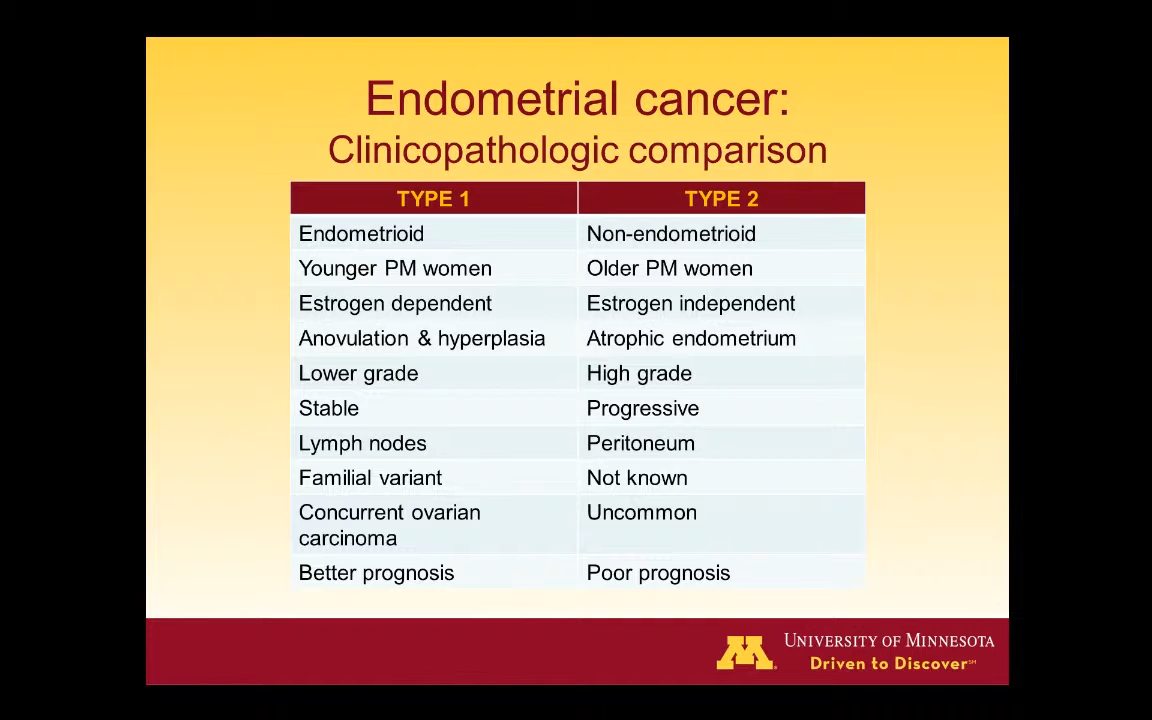 Endometrial cancer:
Clinicopathologic comparison
TYPE 1 TYPE 2
Endometrioid Non-endometrioid
Younger PM women Older PM women
Estrogen dependent Estrogen independent
Anovulation & hyperplasia Atrophic endometrium
Lower grade High grade
Stable Progressive
Lymph nodes Peritoneum
Familial variant Not known
Concurrent ovarian Uncommon
carcinoma
Better prognosis Poor prognosis
M
UNIVERSITY OF MINNESOTA
Driven to Discover℠